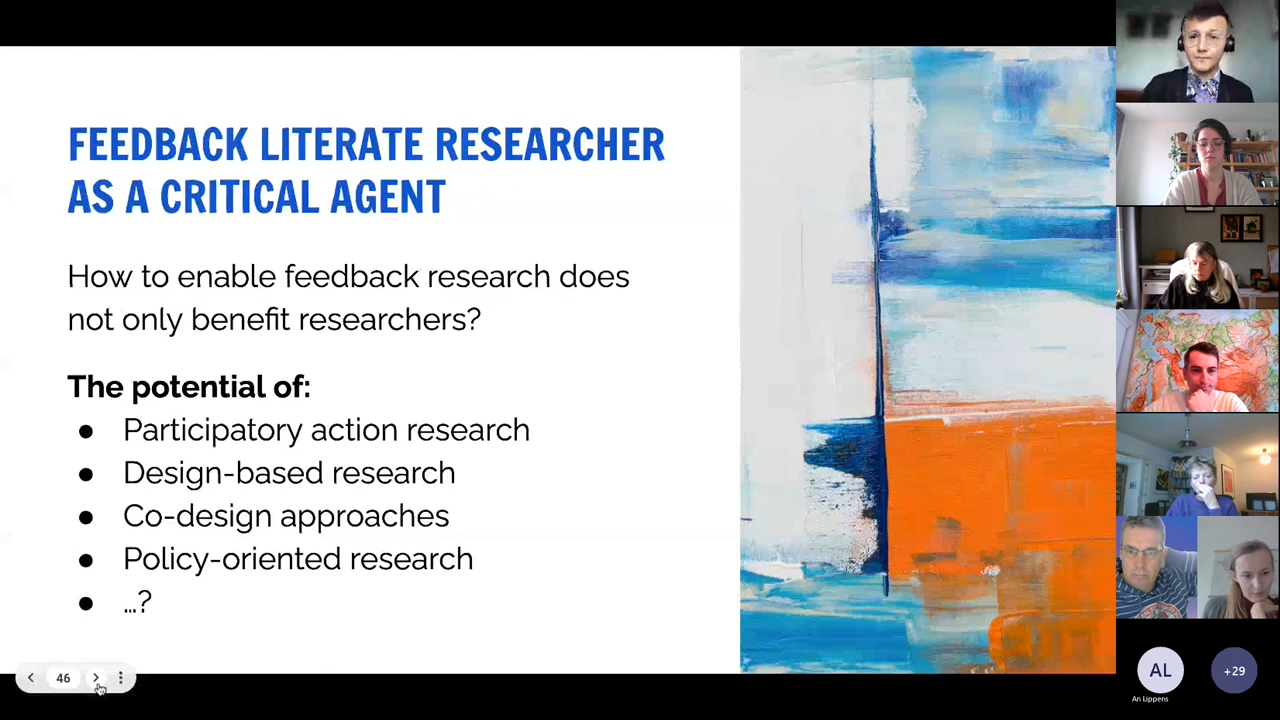 FEEDBACK LITERATE RESEARCHER
AS A CRITICAL AGENT
How to enable feedback research does
not only benefit researchers?
The potential of:
● Participatory action research
● Design-based research
● Co-design approaches
● Policy-oriented research
● ...?
46
AL
An Lippens
+29